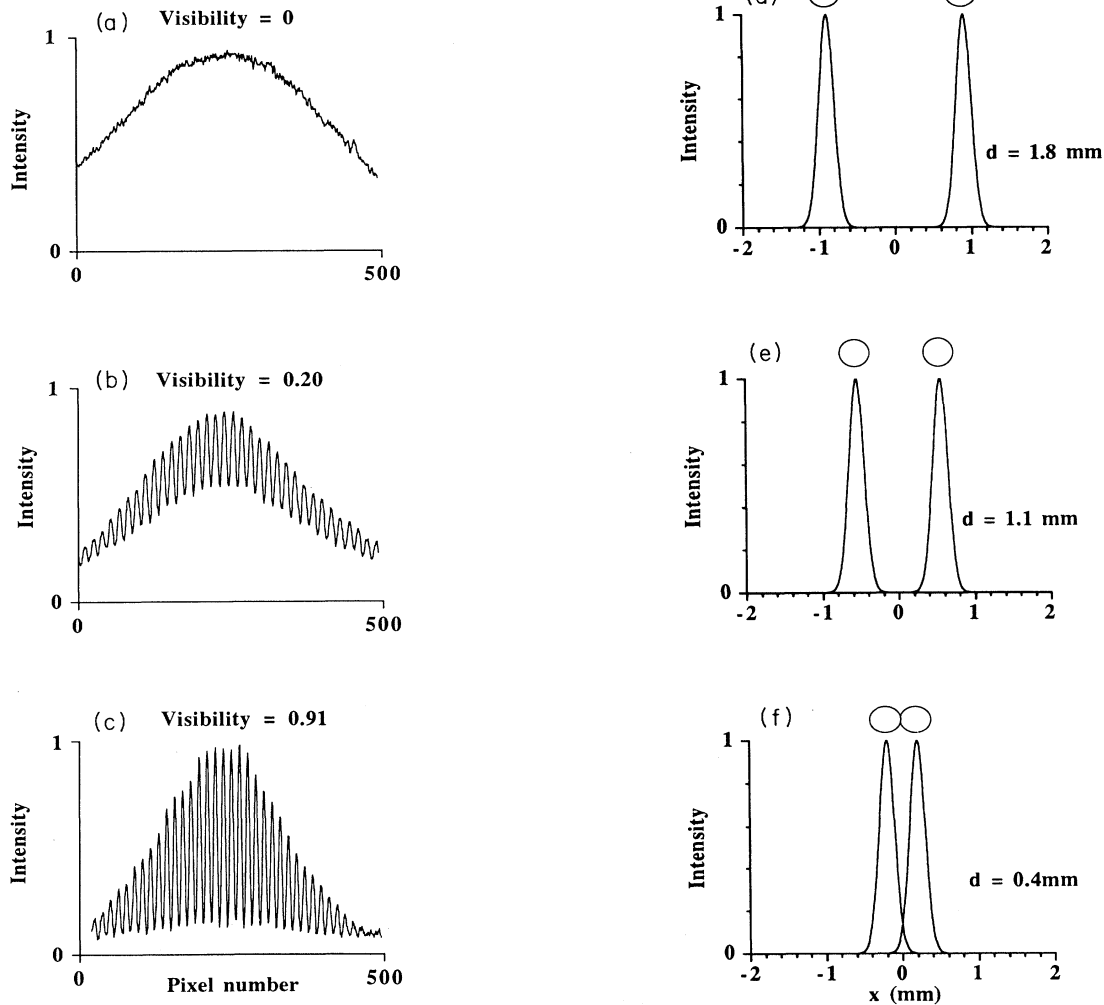 (a) Visibility = 0
1
Intensity
0
0 500
(d)
1
Intensity
d = 1.8 mm
0
-2 -1 0 1 2
(b) Visibility = 0.20
1
Intensity
0
0 500
(e)
1
Intensity
d = 1.1 mm
0
-2 -1 0 1 2
(c) Visibility = 0.91
1
Intensity
0
0 500
Pixel number
(f)
1
Intensity
d = 0.4mm
0
-2 -1 0 1 2
x (mm)